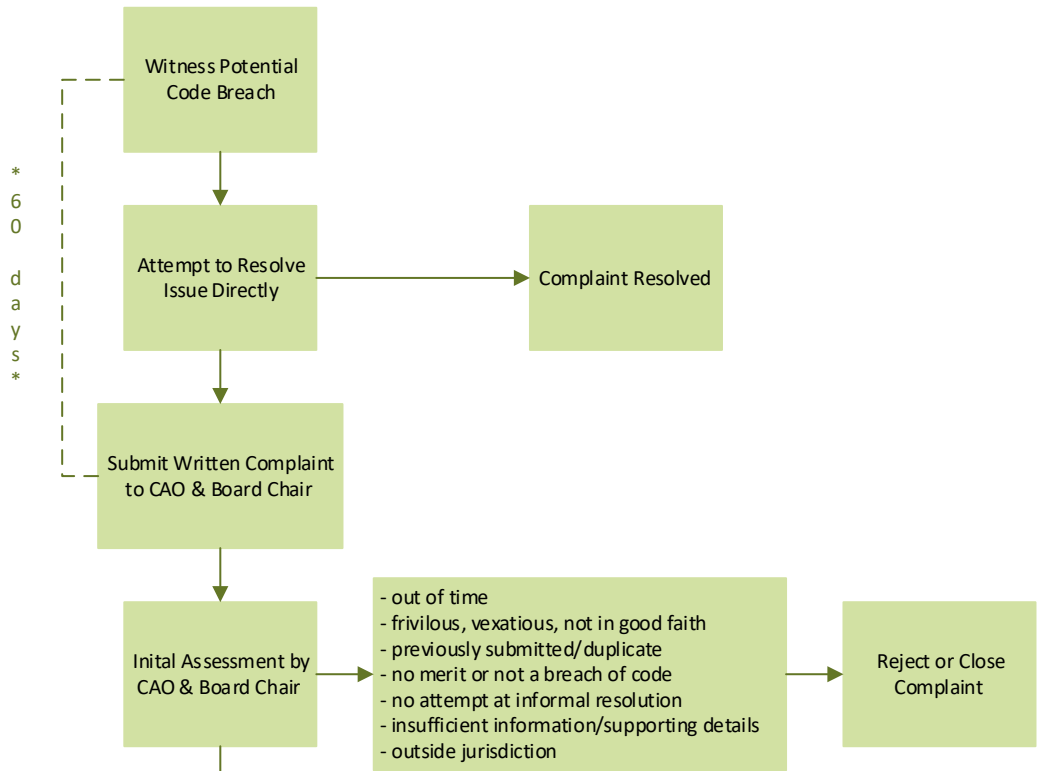 Witness Potential
Code Breach
*60 days*
Attempt to Resolve
Issue Directly
Complaint Resolved
Submit Written Complaint
to CAO & Board Chair
Inital Assessment by
CAO & Board Chair
- out of time
- frivilous, vexatious, not in good faith
- previously submitted/duplicate
- no merit or not a breach of code
- no attempt at informal resolution
- insufficient information/supporting details
- outside jurisdiction
Reject or Close
Complaint